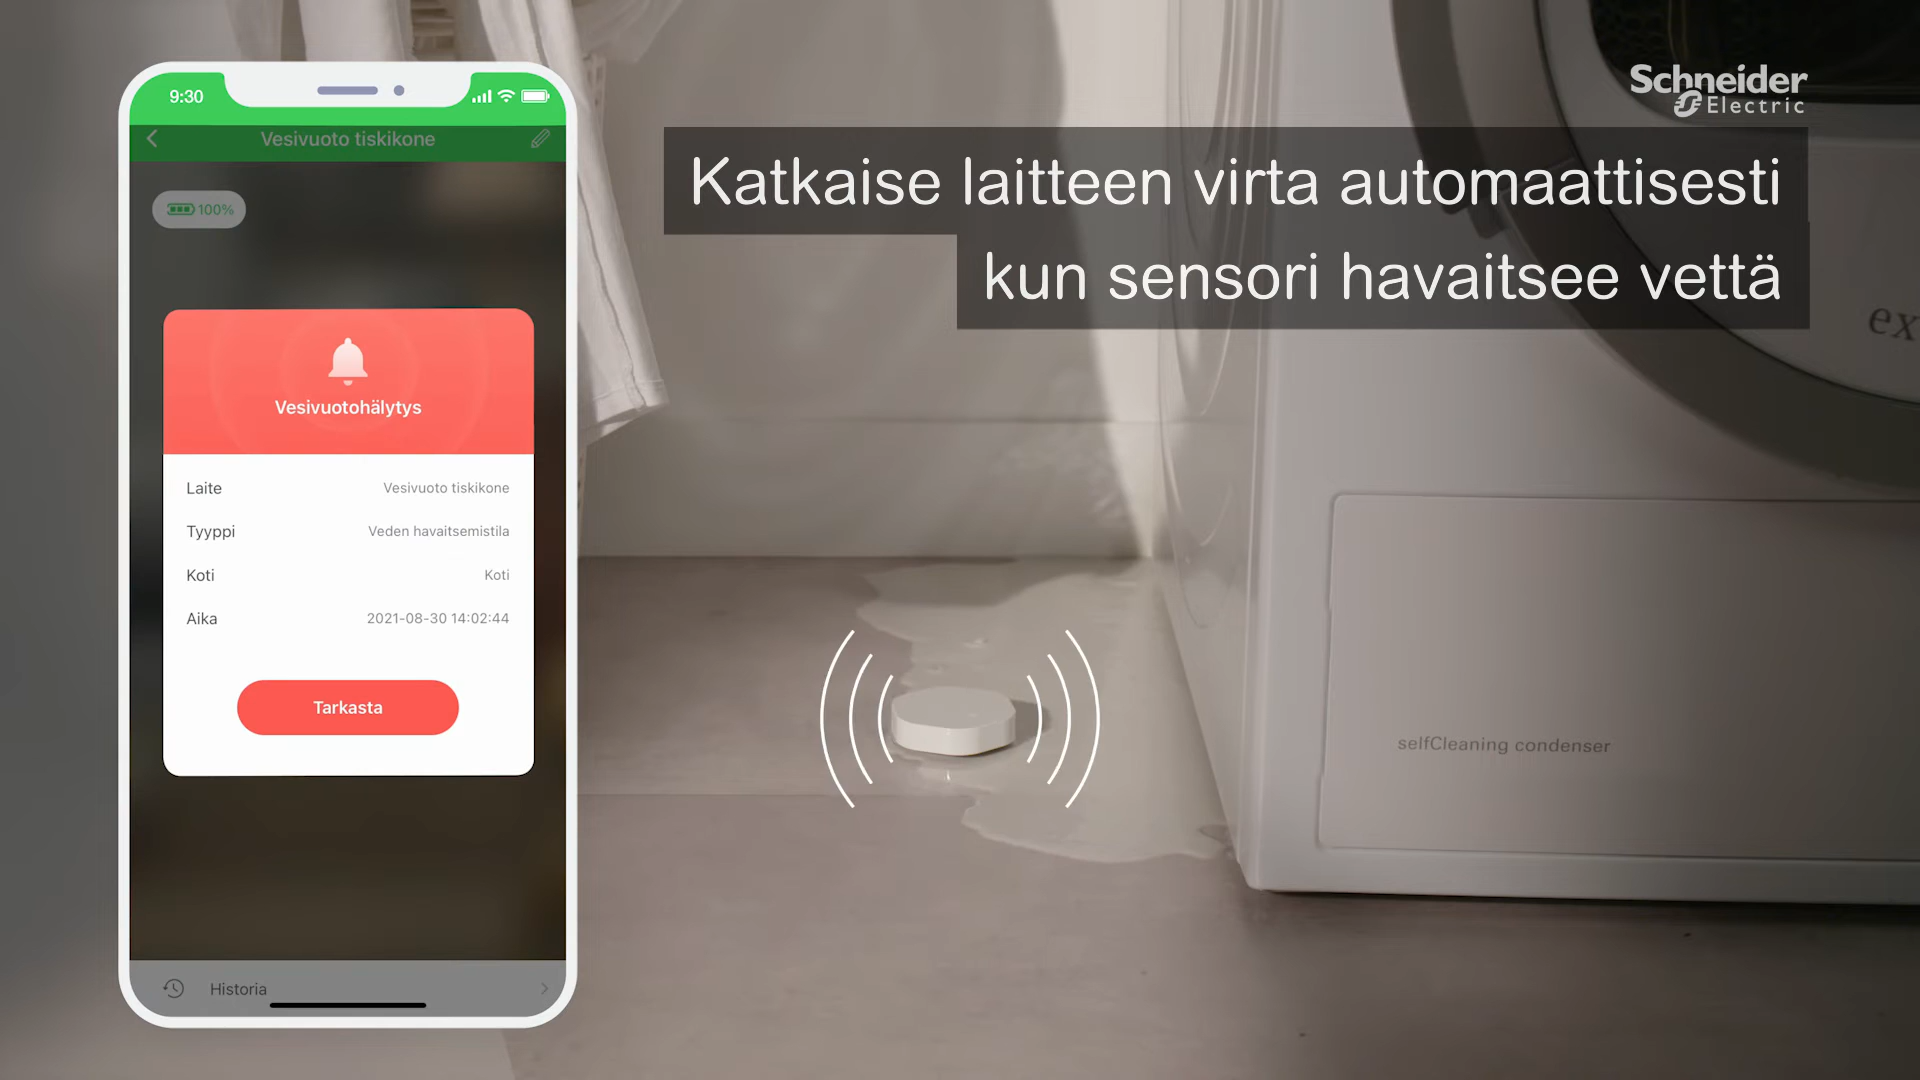 9:30
Vesivuoto tiskikone
100%
Vesivuotohälytys
Laite Vesivuoto tiskikone
Tyyppi Veden havaitsemistila
Koti Koti
Aika 2021-08-30 14:02:44
Tarkasta
Historia
Schneider
Electric
Katkaise laitteen virta automaattisesti
kun sensori havaitsee vettä
selfCleaning condenser